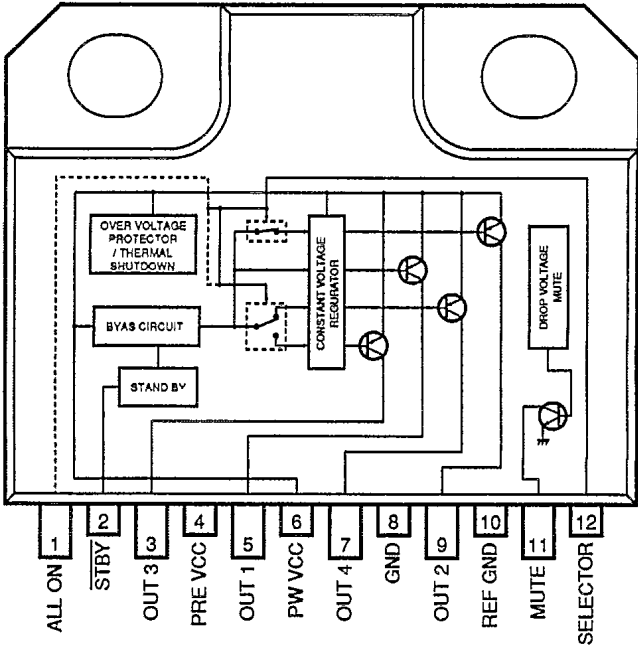 OVER VOLTAGE
PROTECTOR
/ THERMAL
SHUTDOWN
BYAS CIRCUIT
STAND BY
CONSTANT VOLTAGE
REGURATOR
DROP VOLTAGE
MUTE
1
2
3
4
5
6
7
8
9
10
11
12
ALL ON
STBY
OUT 3
PRE VCC
OUT 1
PW VCC
OUT 4
GND
OUT 2
REF GND
MUTE
SELECTOR